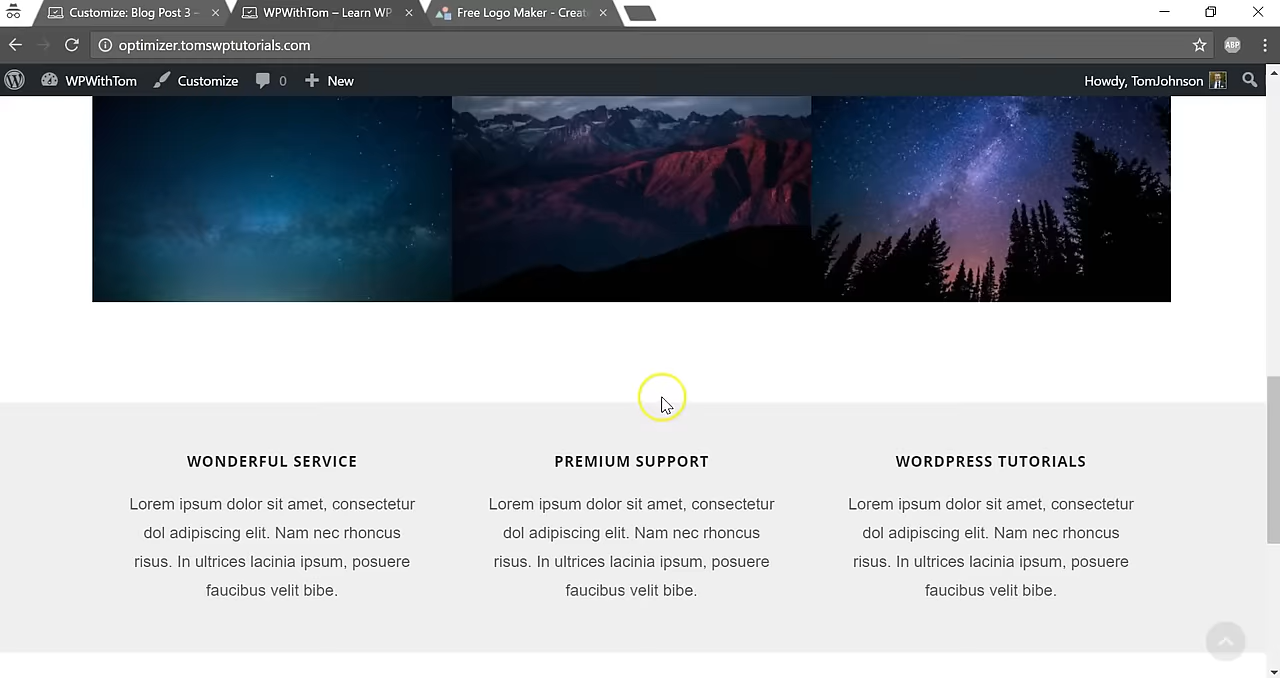 Customize: Blog Post 3 -
WPWithTom – Learn WP
Free Logo Maker - Creat
optimizer.tomswptutorials.com
ABP
WPWithTom Customize 0 New
Howdy, TomJohnson
WONDERFUL SERVICE
Lorem ipsum dolor sit amet, consectetur
dol adipiscing elit. Nam nec rhoncus
risus. In ultrices lacinia ipsum, posuere
faucibus velit bibe.
PREMIUM SUPPORT
Lorem ipsum dolor sit amet, consectetur
dol adipiscing elit. Nam nec rhoncus
risus. In ultrices lacinia ipsum, posuere
faucibus velit bibe.
WORDPRESS TUTORIALS
Lorem ipsum dolor sit amet, consectetur
dol adipiscing elit. Nam nec rhoncus
risus. In ultrices lacinia ipsum, posuere
faucibus velit bibe.